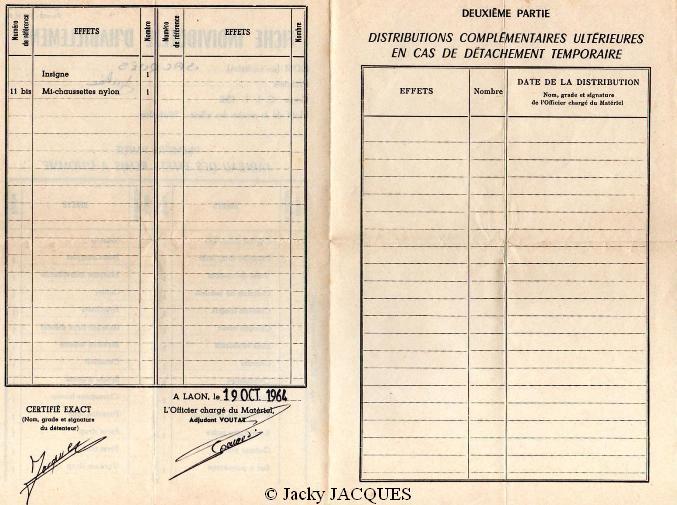 Numéro de référence
EFFETS
Nombre
Numéro de référence
EFFETS
Nombre
Insigne 1
11 bis Mi-chaussettes nylon 1
A LAON, le 19 OCT. 1964
CERTIFIÉ EXACT
(Nom, grade et signature
du détenteur)
L'Officier chargé du Matériel,
Adjudant VOUTAT
DEUXIÈME PARTIE
DISTRIBUTIONS COMPLÉMENTAIRES ULTÉRIEURES
EN CAS DE DÉTACHEMENT TEMPORAIRE
EFFETS
Nombre
DATE DE LA DISTRIBUTION
Nom, grade et signature
de l'Officier chargé du Matériel
© Jacky JACQUES